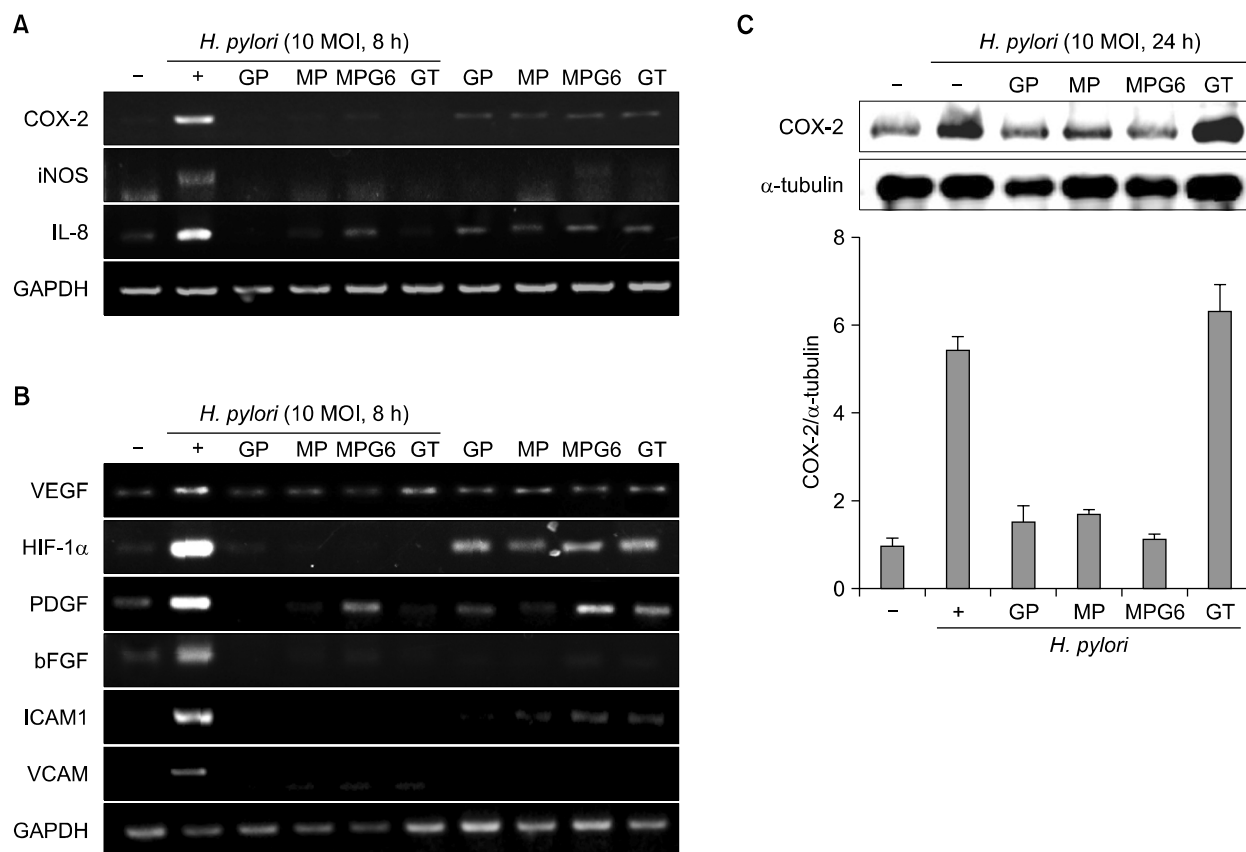 A
H. pylori (10 MOI, 8 h)
− + GP MP MPG6 GT GP MP MPG6 GT
COX-2
iNOS
IL-8
GAPDH
B
H. pylori (10 MOI, 8 h)
− + GP MP MPG6 GT GP MP MPG6 GT
VEGF
HIF-1α
PDGF
bFGF
ICAM1
VCAM
GAPDH
C
H. pylori (10 MOI, 24 h)
− − GP MP MPG6 GT
COX-2
α-tubulin
8
6
4
2
0
COX-2/α-tubulin
− + GP MP MPG6 GT
H. pylori